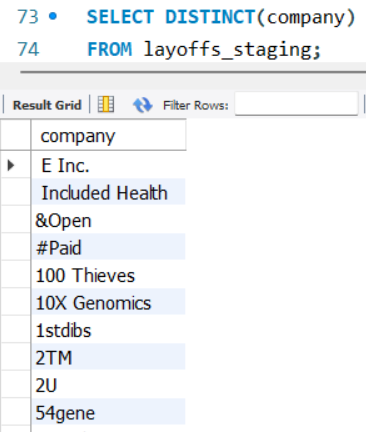 73 SELECT DISTINCT(company)
74 FROM layoffs_staging;
Result Grid Filter Rows:
company
 E Inc.
 Included Health
&Open
#Paid
100 Thieves
10X Genomics
1stdibs
2TM
2U
54gene